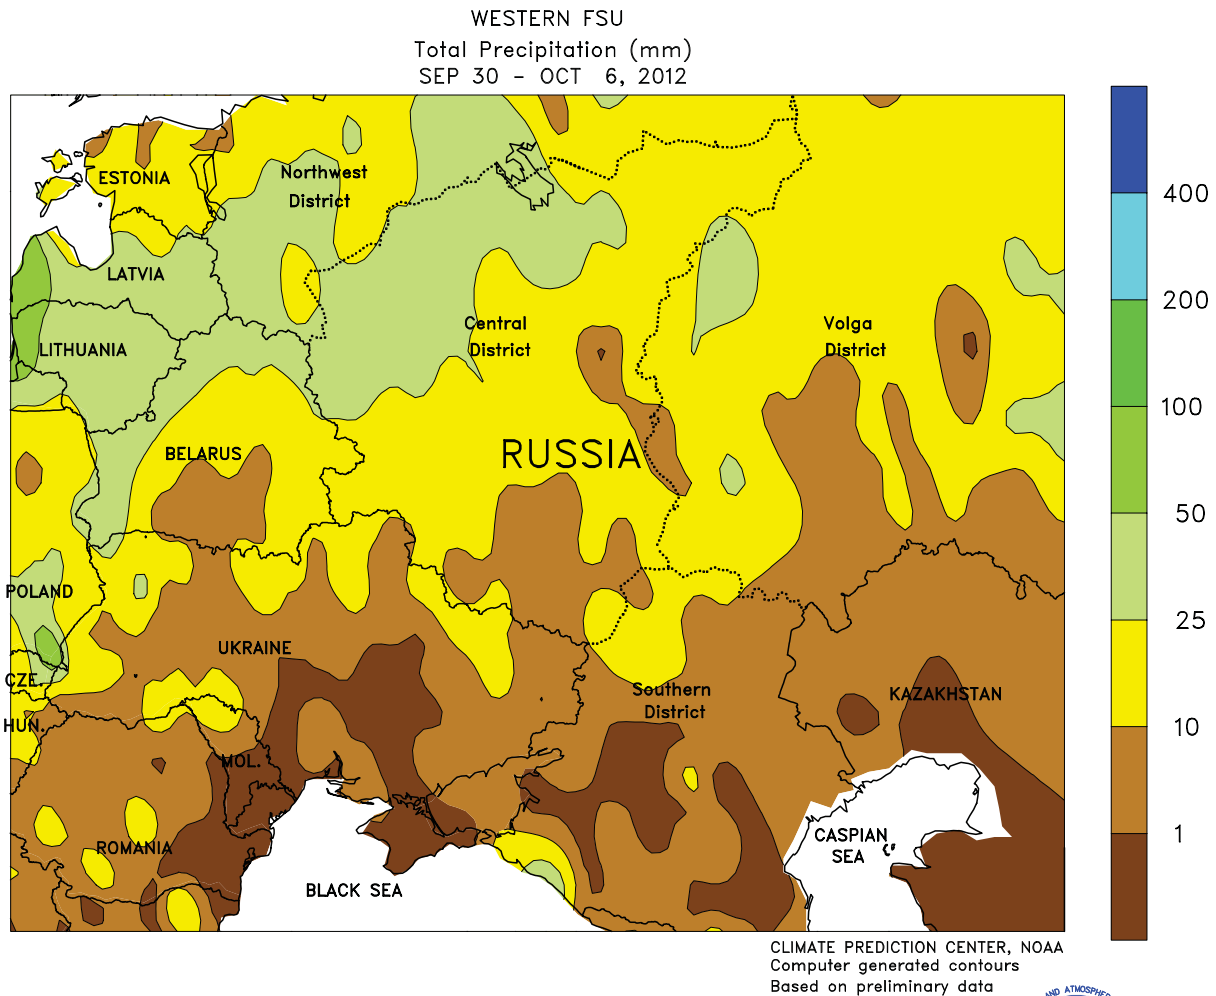 WESTERN FSU
Total Precipitation (mm)
SEP 30 - OCT 6, 2012
ESTONIA
Northwest
District
LATVIA
LITHUANIA
Central
District
Volga
District
BELARUS
RUSSIA
POLAND
UKRAINE
CZE.
HUN.
Southern
District
KAZAKHSTAN
MOL.
ROMANIA
CASPIAN
SEA
BLACK SEA
400
200
100
50
25
10
1
CLIMATE PREDICTION CENTER, NOAA
Computer generated contours
Based on preliminary data